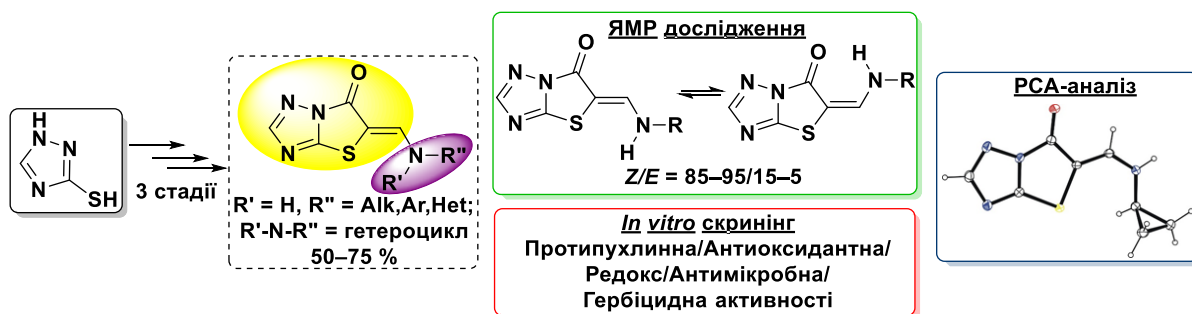 H
N
N
N
SH
3 стадії
O
N
N
N
S
N
R"
R'
R' = H, R" = Alk,Ar,Het;
R'-N-R" = гетероцикл
50–75 %
ЯМР дослідження
O
N
N
N
S
N
R
H
H
O
N
R
N
N
N
S
Z/E = 85–95/15–5
In vitro скринінг
Протипухлинна/Антиоксидантна/
Редокс/Антимікробна/
Гербіцидна активності
РСА-аналіз